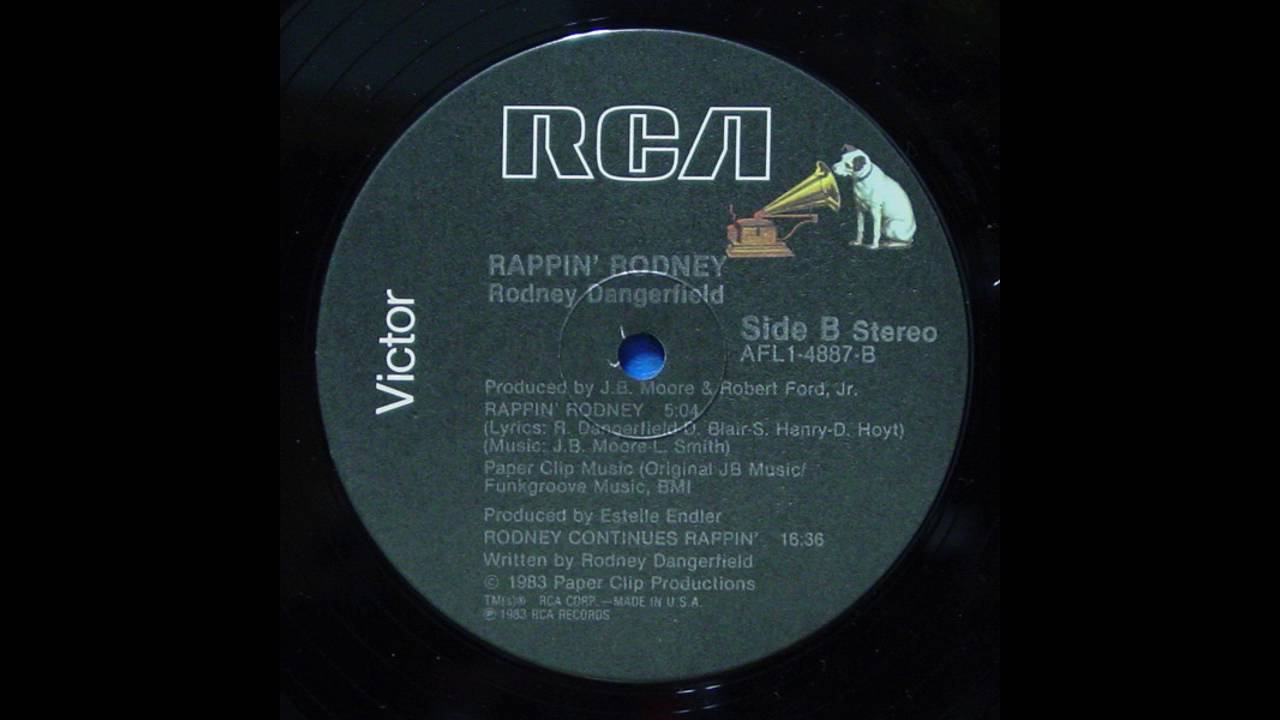 RCA
Victor
RAPPIN' RODNEY
Rodney Dangerfield
Side B Stereo
AFL1-4887-B
Produced by J.B. Moore & Robert Ford, Jr.
RAPPIN' RODNEY 5:04
(Lyrics: R. Dangerfield-D. Blair-S. Henry-D. Hoyt)
(Music: J.B. Moore-L. Smith)
Paper Clip Music (Original JB Music/
Funkgroove Music, BMI
Produced by Estelle Endler
RODNEY CONTINUES RAPPIN' 16:36
Written by Rodney Dangerfield
© 1983 Paper Clip Productions
TM(s)® RCA CORP.—MADE IN U.S.A.
℗ 1983 RCA RECORDS